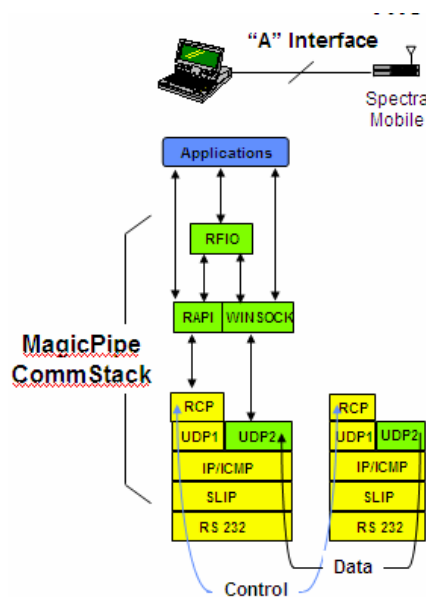 “A” Interface
Spectra
Mobile
Applications
RFIO
RAPI WINSOCK
MagicPipe
CommStack
RCP
UDP1 UDP2
IP/ICMP
SLIP
RS 232
RCP
UDP1 UDP2
IP/ICMP
SLIP
RS 232
Data
Control